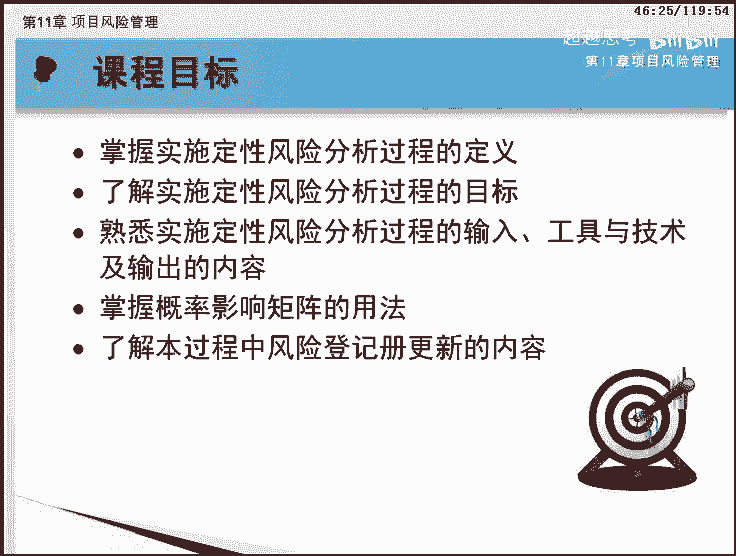 46:25/119:54
第11章 项目风险管理
超越思考 bilibili
第11章项目风险管理
课程目标
• 掌握实施定性风险分析过程的定义
• 了解实施定性风险分析过程的目标
• 熟悉实施定性风险分析过程的输入、工具与技术
及输出的内容
• 掌握概率影响矩阵的用法
• 了解本过程中风险登记册更新的内容